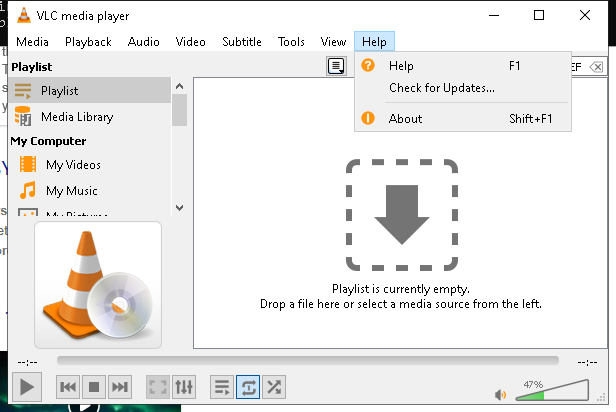 VLC media player
Media Playback Audio Video Subtitle Tools View Help
Playlist
Playlist
Media Library
My Computer
My Videos
My Music
My Pictures
Help F1
Check for Updates...
About Shift+F1
EF
Playlist is currently empty.
Drop a file here or select a media source from the left.
--:-- --:--
47%